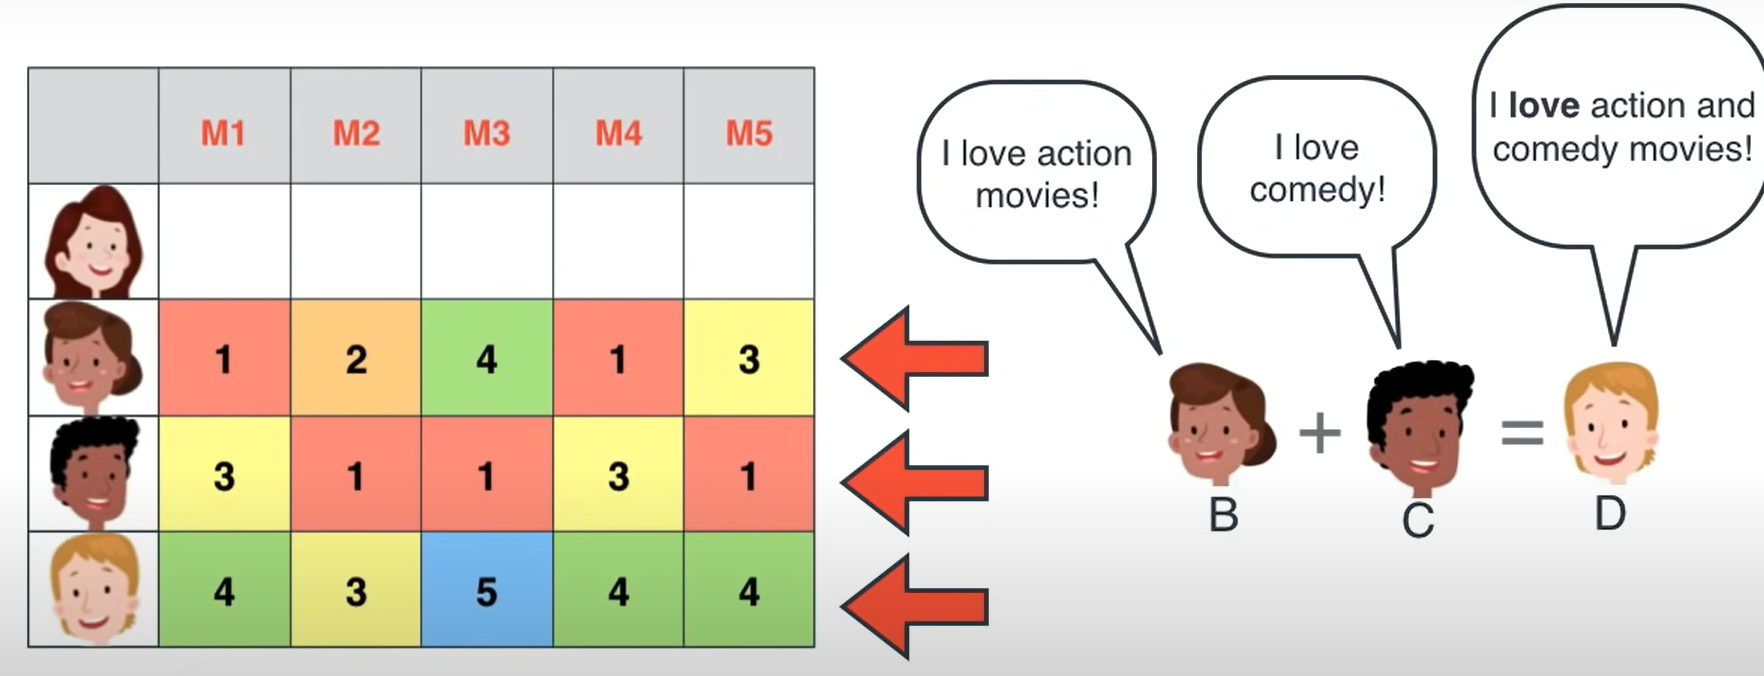 M1 M2 M3 M4 M5
1 2 4 1 3
3 1 1 3 1
4 3 5 4 4
I love action
movies!
I love
comedy!
I love action and
comedy movies!
+ =
B C D